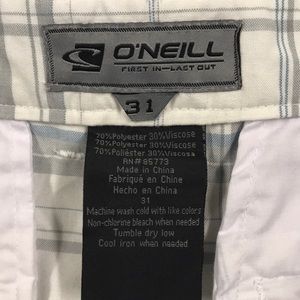 O'NEILL
FIRST IN—LAST OUT
31
70%Polyester 30%Viscose
70%Polyester 30%Viscosa
70%Poliéster 30%Viscosa
RN# 85773
Made in China
Fabriqué en Chine
Hecho en China
31
Machine wash cold with like colors
Non-chlorine bleach when needed
Tumble dry low
Cool iron when needed